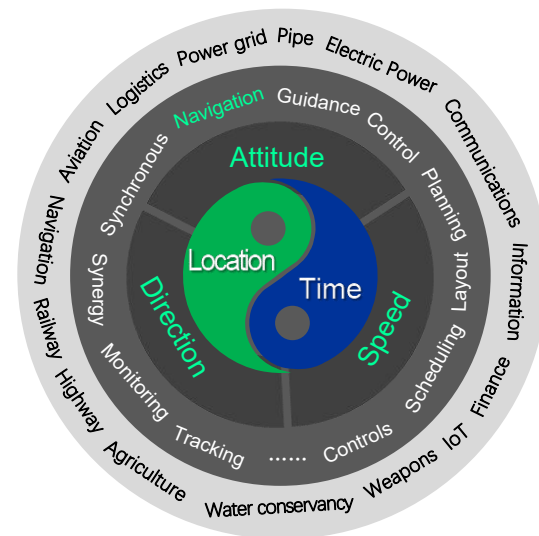 Power grid
Pipe
Electric Power
Communications
Information
Finance
IoT
Weapons
Water conservancy
Agriculture
Highway
Railway
Navigation
Aviation
Logistics
Navigation
Guidance
Control
Planning
Layout
Scheduling
Controls
......
Tracking
Monitoring
Synergy
Synchronous
Attitude
Speed
Direction
Location
Time